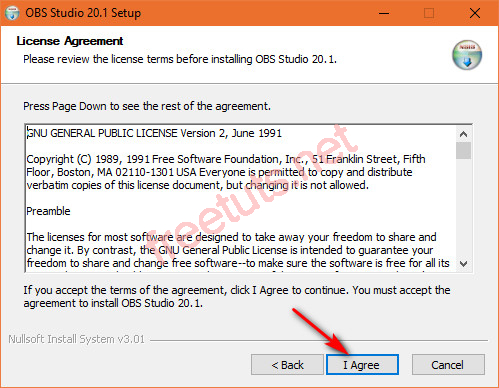 OBS Studio 20.1 Setup
License Agreement
Please review the license terms before installing OBS Studio 20.1.
Press Page Down to see the rest of the agreement.
GNU GENERAL PUBLIC LICENSE Version 2, June 1991
Copyright (C) 1989, 1991 Free Software Foundation, Inc., 51 Franklin Street, Fifth
Floor, Boston, MA 02110-1301 USA Everyone is permitted to copy and distribute
verbatim copies of this license document, but changing it is not allowed.
Preamble
The licenses for most software are designed to take away your freedom to share and
change it. By contrast, the GNU General Public License is intended to guarantee your
freedom to share and change free software--to make sure the software is free for all its
freetuts.net
If you accept the terms of the agreement, click I Agree to continue. You must accept the
agreement to install OBS Studio 20.1.
Nullsoft Install System v3.01
< Back I Agree Cancel